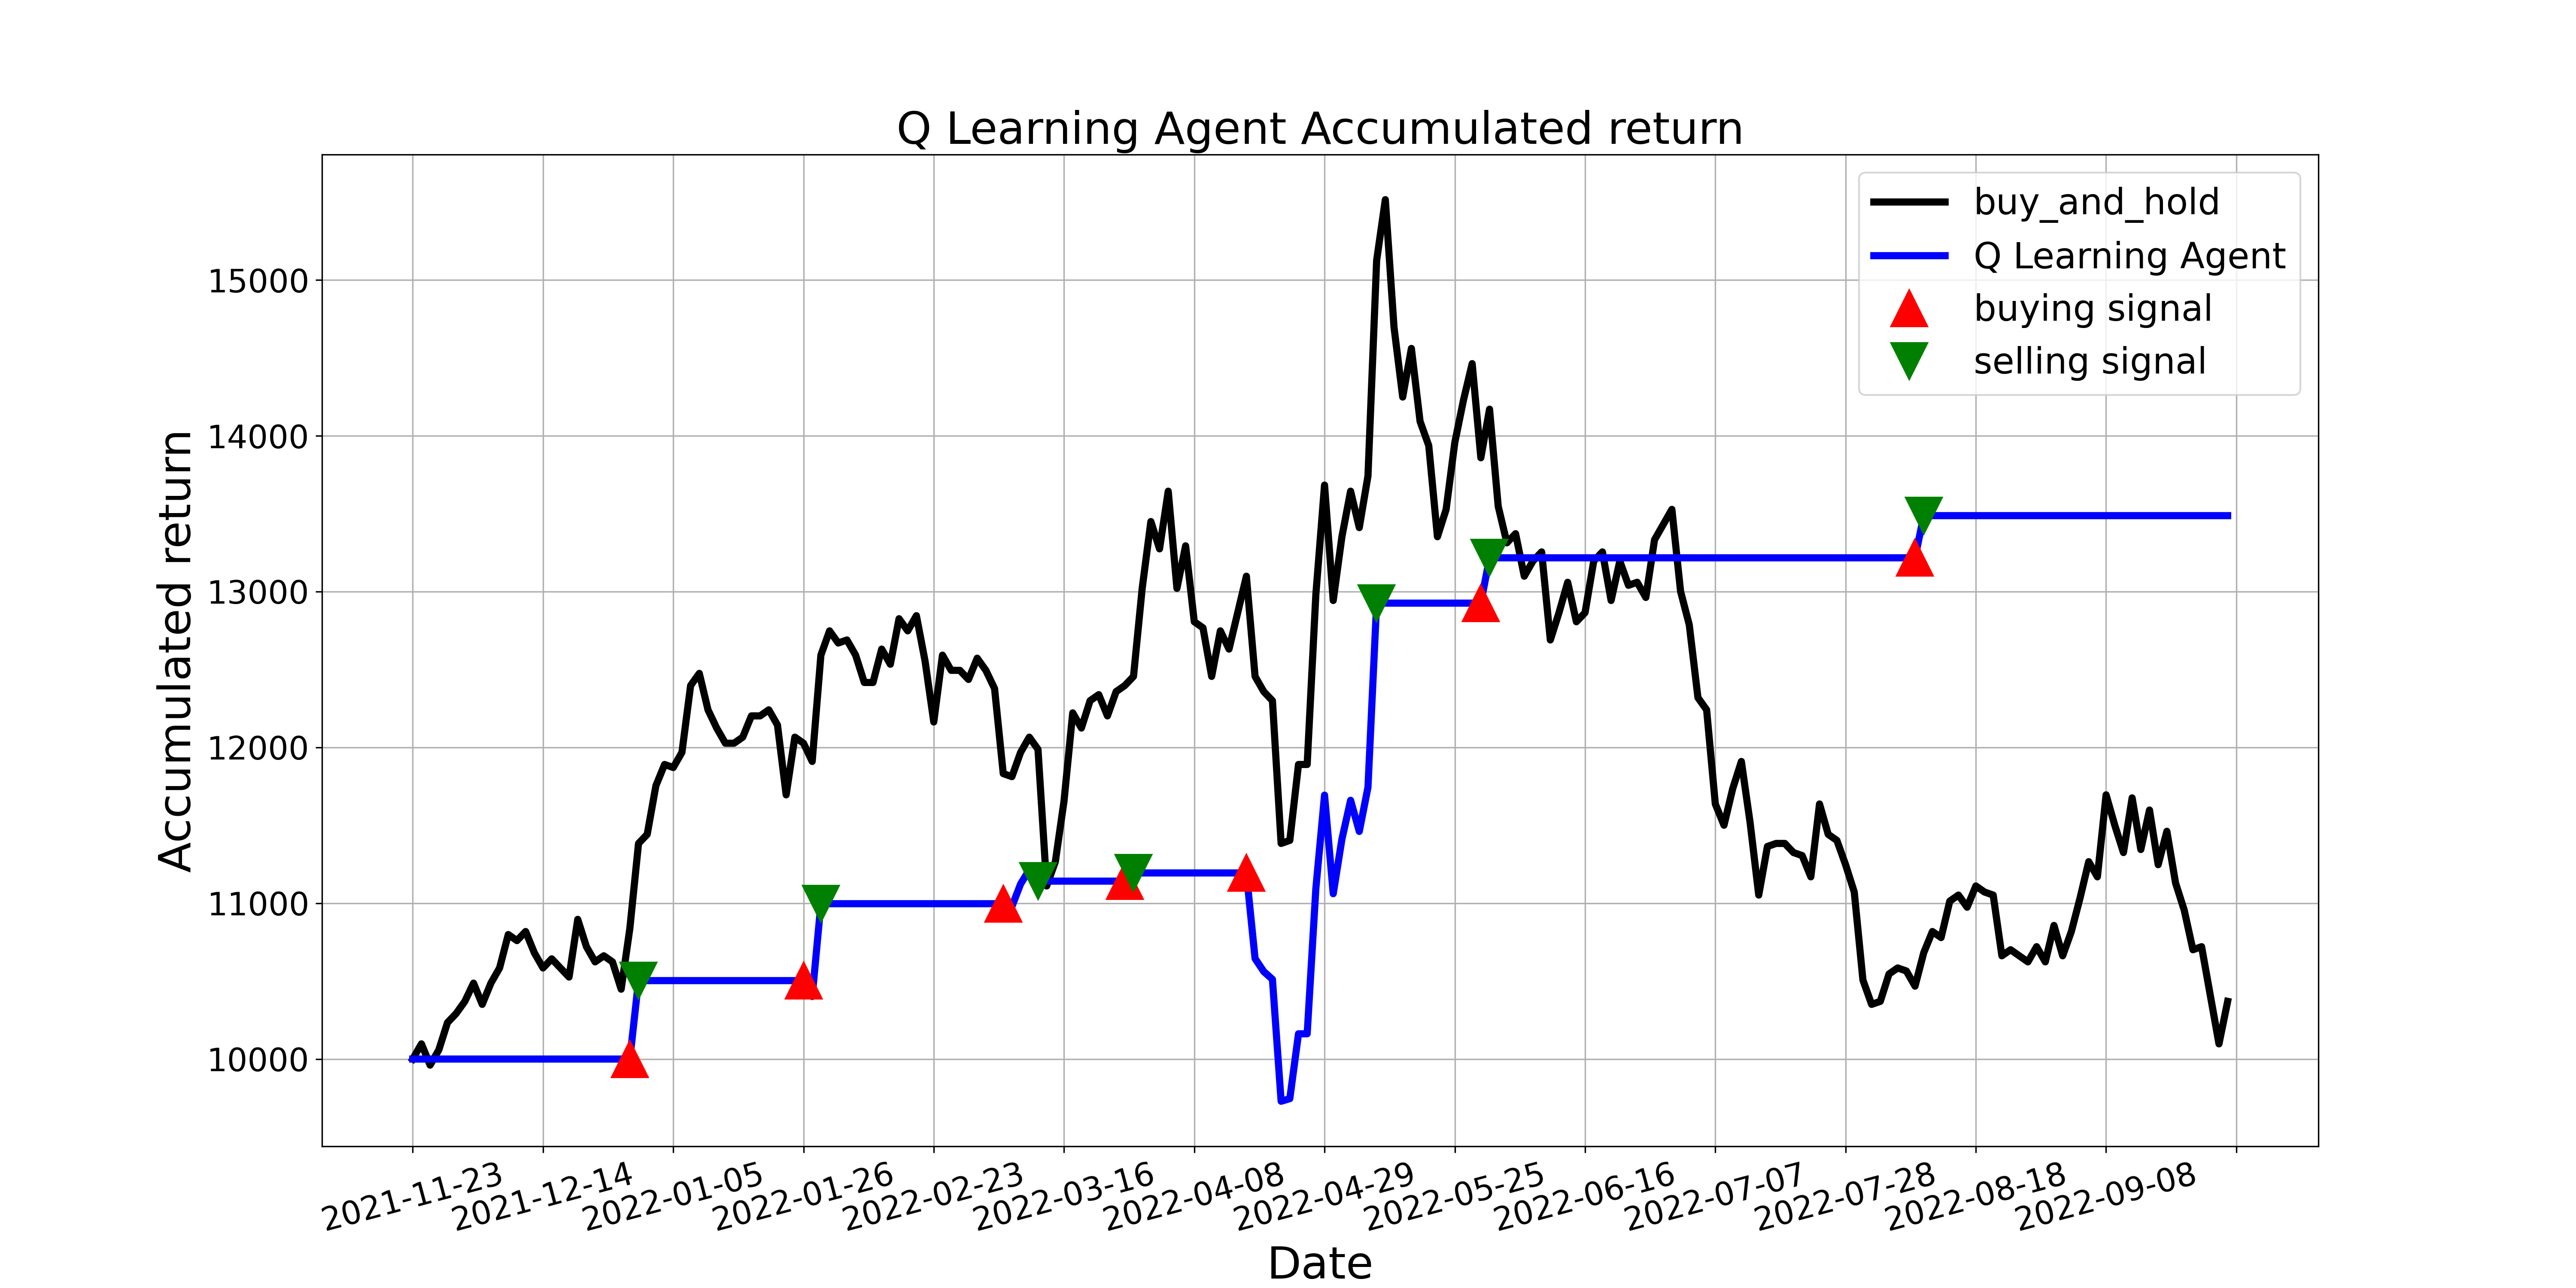 Q Learning Agent Accumulated return
buy_and_hold
Q Learning Agent
buying signal
selling signal
Accumulated return
15000
14000
13000
12000
11000
10000
2021-11-23
2021-12-14
2022-01-05
2022-01-26
2022-02-23
2022-03-16
2022-04-08
2022-04-29
2022-05-25
2022-06-16
2022-07-07
2022-07-28
2022-08-18
2022-09-08
Date